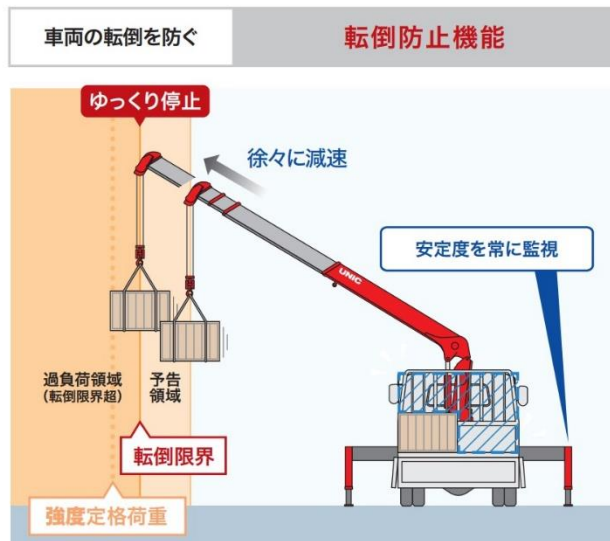 車両の転倒を防ぐ
転倒防止機能
ゆっくり停止
徐々に減速
安定度を常に監視
UNIC
過負荷領域
(転倒限界超)
予告
領域
転倒限界
強度定格荷重